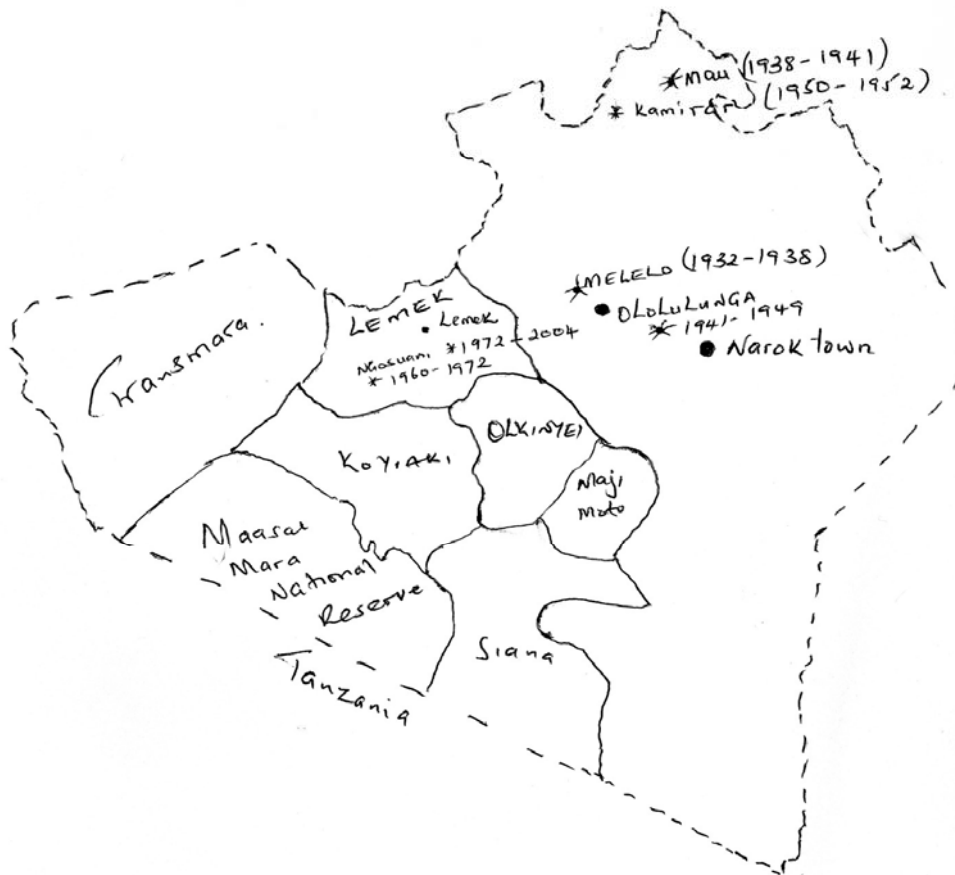 Mau (1938-1941)
Kamirar (1950-1952)
MELELO (1932-1938)
OLOLULUNGA
1941-1949
Narok town
LEMEK
Lemek
Ngosuani *1972-2004
* 1960-1972
Transmara.
OLKINYEI
KOYIAKI
Maji
Moto
Maasai
Mara
National
Reserve
Siana
Tanzania